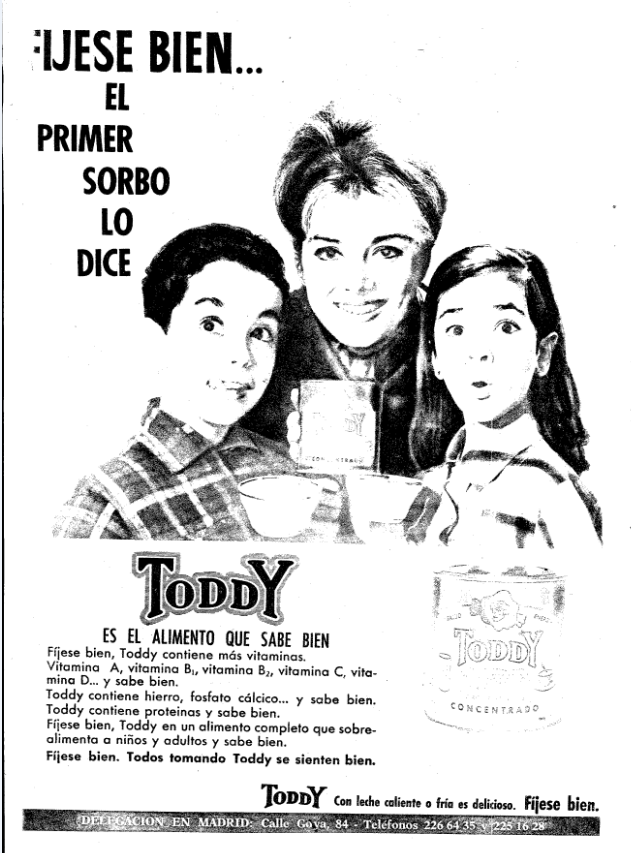 FÍJESE BIEN...
EL
PRIMER
SORBO
LO
DICE
TODDY
CONCENTRADO
TODDY
ES EL ALIMENTO QUE SABE BIEN
Fíjese bien, Toddy contiene más vitaminas.
Vitamina A, vitamina B₁, vitamina B₂, vitamina C, vita-
mina D... y sabe bien.
Toddy contiene hierro, fosfato cálcico... y sabe bien.
Toddy contiene proteinas y sabe bien.
Fíjese bien, Toddy en un alimento completo que sobre-
alimenta a niños y adultos y sabe bien.
Fíjese bien. Todos tomando Toddy se sienten bien.
TODDY
CONCENTRADO
TODDY Con leche caliente o fría es delicioso. Fíjese bien.
DELEGACION EN MADRID: Calle Goya, 84 - Teléfonos 226 64 35 y 225 16 28